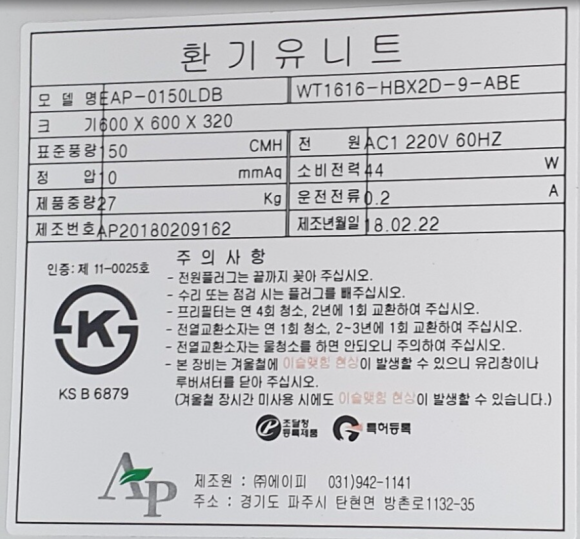 환기유니트
모델명 EAP-0150LDB WT1616-HBX2D-9-ABE
크 기 600 X 600 X 320
표준풍량 150 CMH 전 원 AC1 220V 60HZ
정 압 10 mmAq 소비전력 44 W
제품중량 27 Kg 운전전류 0.2 A
제조번호 AP20180209162 제조년월일 18.02.22
주의사항
인증: 제 11-0025호
- 전원플러그는 끝까지 꽂아 주십시오.
- 수리 또는 점검 시는 플러그를 빼주십시오.
- 프리필터는 연 4회 청소, 2년에 1회 교환하여 주십시오.
- 전열교환소자는 연 1회 청소, 2~3년에 1회 교환하여 주십시오.
- 전열교환소자는 물청소를 하면 안되오니 주의하여 주십시오.
- 본 장비는 겨울철에 이슬맺힘 현상이 발생할 수 있으니 유리창이나
루버셔터를 닫아 주십시오.
(겨울철 장시간 미사용 시에도 이슬맺힘 현상이 발생할 수 있습니다.)
K
KS B 6879
조달청
등록제품
특허등록
AP
제조원 : (주)에이피 031)942-1141
주소 : 경기도 파주시 탄현면 방촌로1132-35